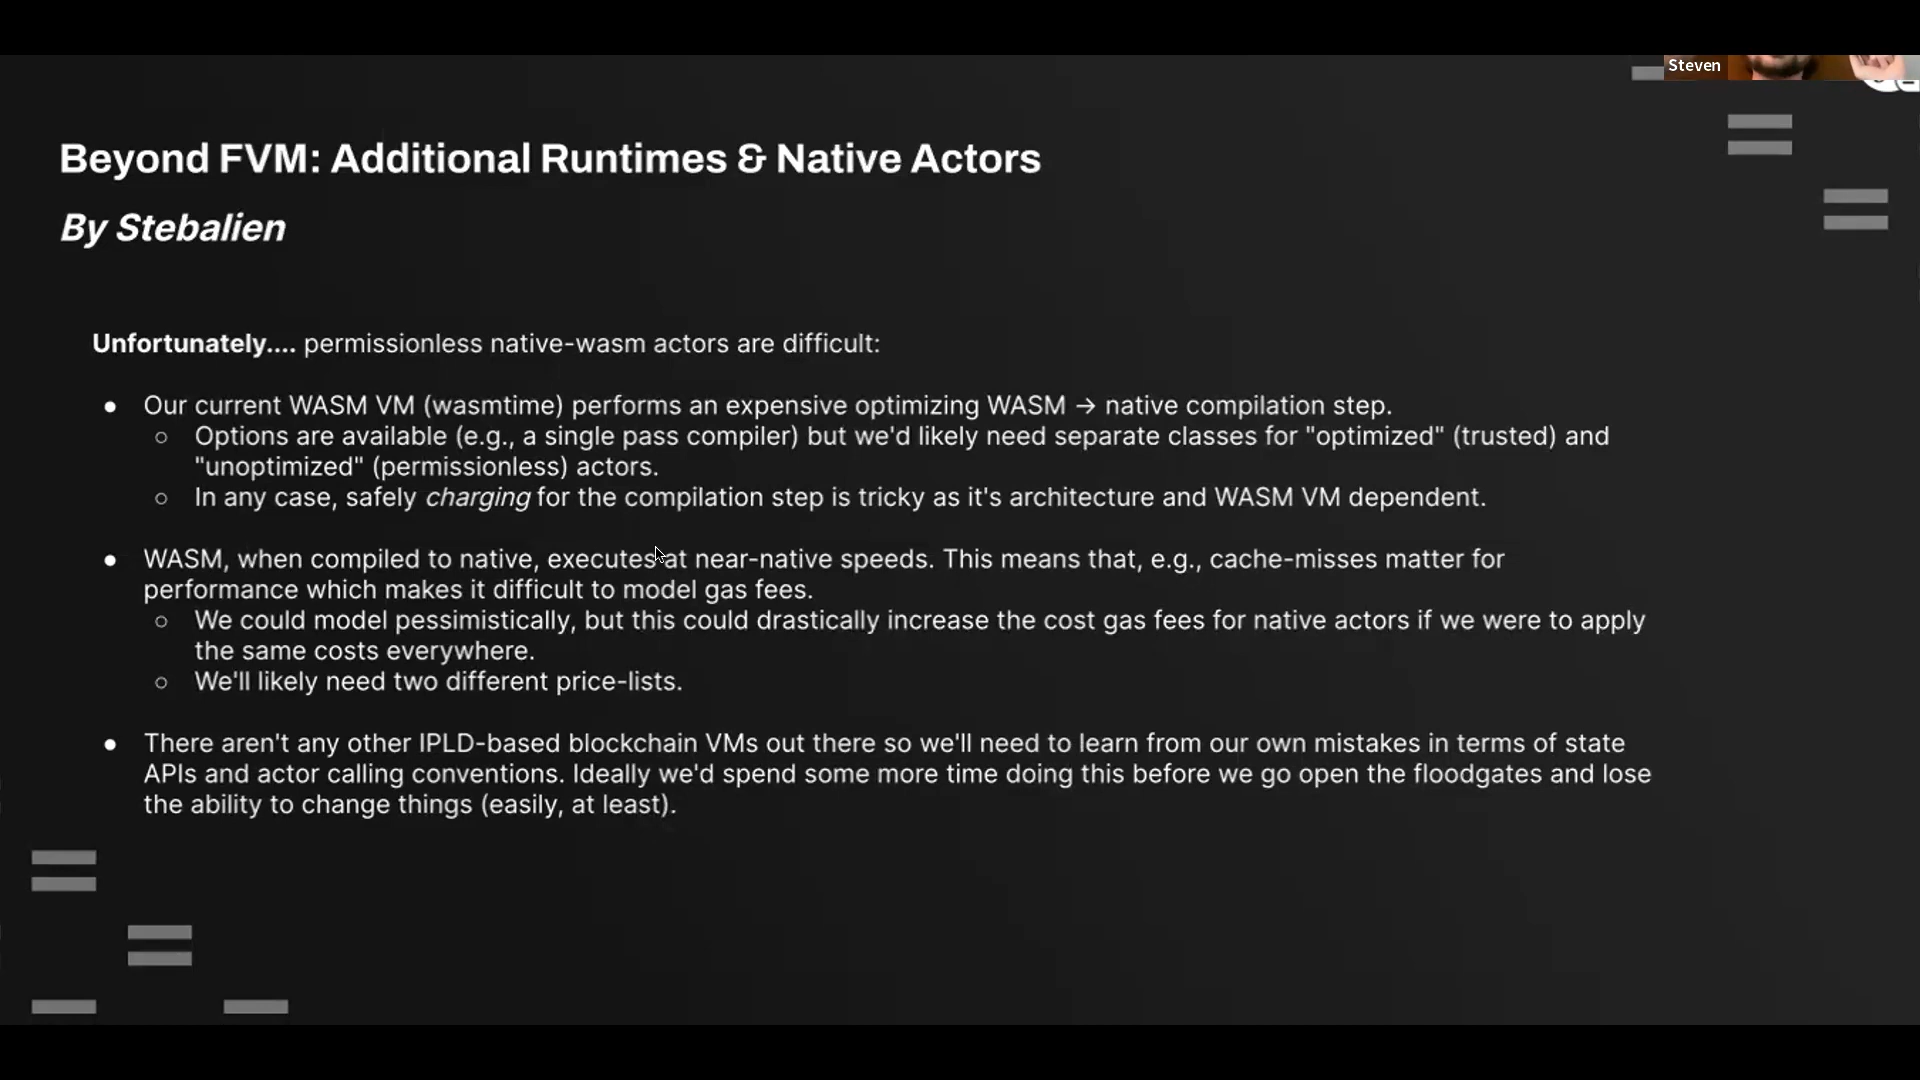 Steven
Beyond FVM: Additional Runtimes & Native Actors
By Stebalien
Unfortunately.... permissionless native-wasm actors are difficult:
● Our current WASM VM (wasmtime) performs an expensive optimizing WASM → native compilation step.
○ Options are available (e.g., a single pass compiler) but we'd likely need separate classes for "optimized" (trusted) and
"unoptimized" (permissionless) actors.
○ In any case, safely charging for the compilation step is tricky as it's architecture and WASM VM dependent.
● WASM, when compiled to native, executes at near-native speeds. This means that, e.g., cache-misses matter for
performance which makes it difficult to model gas fees.
○ We could model pessimistically, but this could drastically increase the cost gas fees for native actors if we were to apply
the same costs everywhere.
○ We'll likely need two different price-lists.
● There aren't any other IPLD-based blockchain VMs out there so we'll need to learn from our own mistakes in terms of state
APIs and actor calling conventions. Ideally we'd spend some more time doing this before we go open the floodgates and lose
the ability to change things (easily, at least).